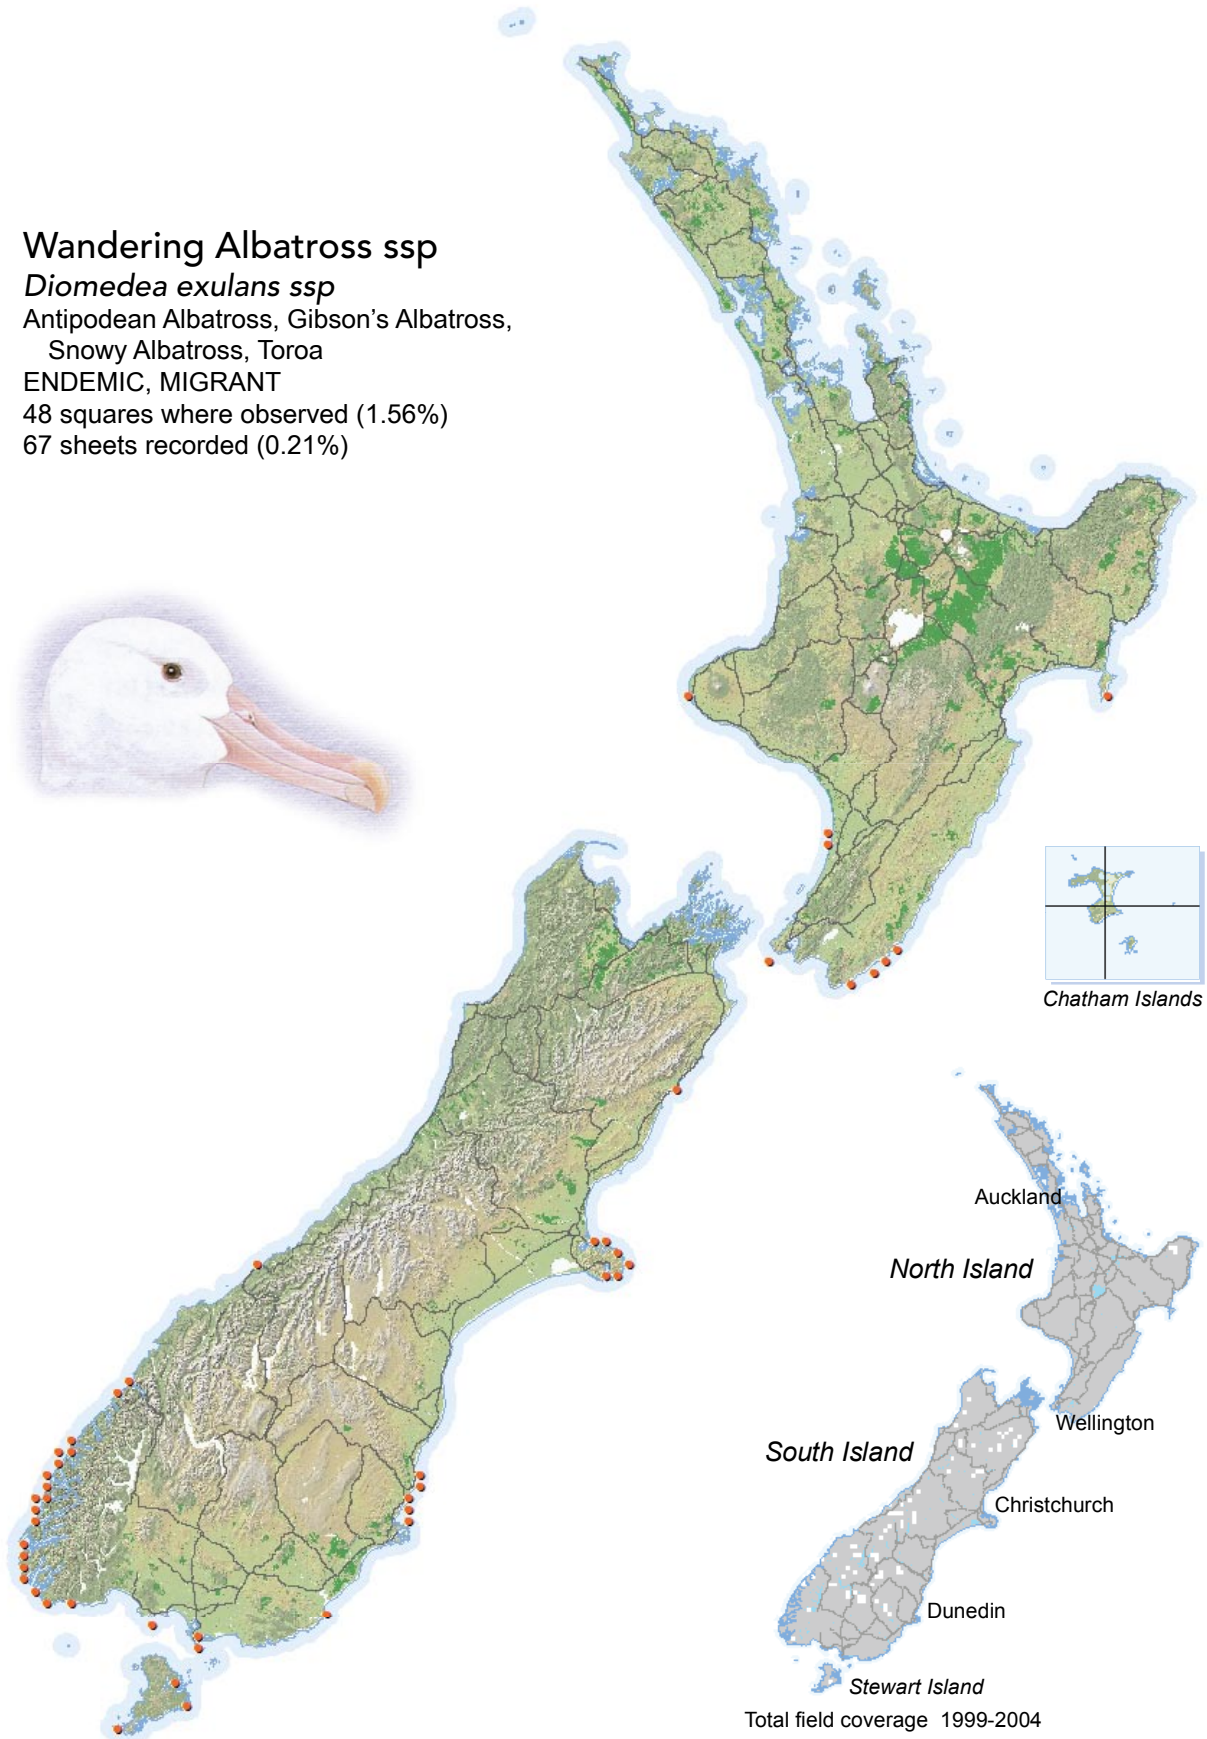 Wandering Albatross ssp
Diomedea exulans ssp
Antipodean Albatross, Gibson's Albatross,
Snowy Albatross, Toroa
ENDEMIC, MIGRANT
48 squares where observed (1.56%)
67 sheets recorded (0.21%)
Chatham Islands
Auckland
North Island
Wellington
South Island
Christchurch
Dunedin
Stewart Island
Total field coverage 1999-2004